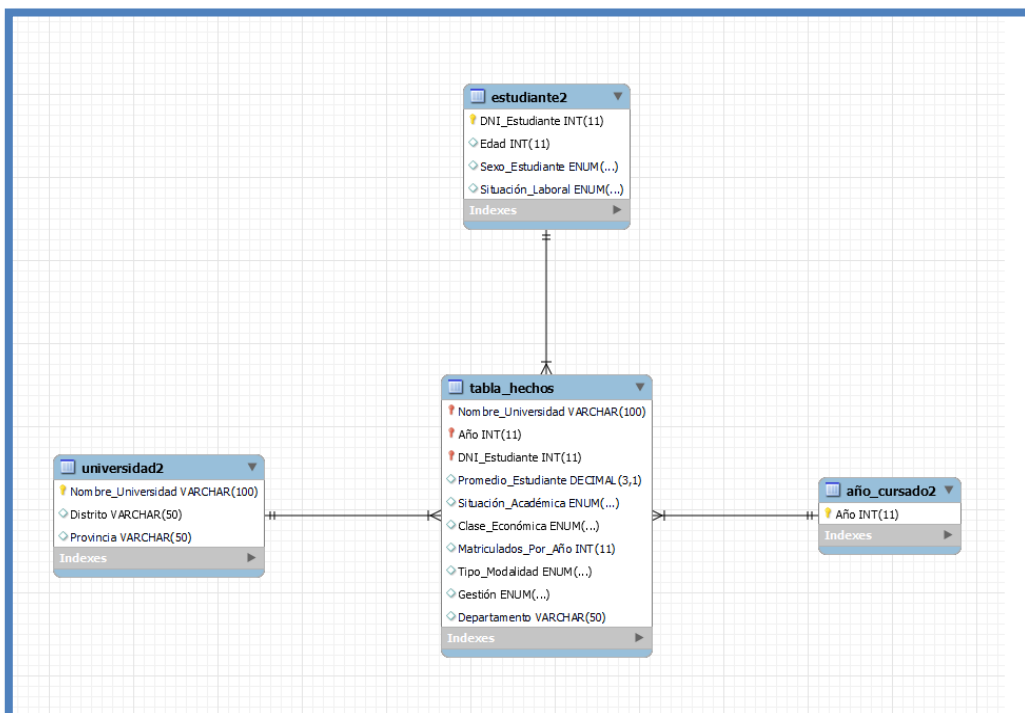 estudiante2
DNI_Estudiante INT(11)
Edad INT(11)
Sexo_Estudiante ENUM(...)
Situación_Laboral ENUM(...)
Indexes
tabla_hechos
Nombre_Universidad VARCHAR(100)
Año INT(11)
DNI_Estudiante INT(11)
Promedio_Estudiante DECIMAL(3,1)
Situación_Académica ENUM(...)
Clase_Económica ENUM(...)
Matriculados_Por_Año INT(11)
Tipo_Modalidad ENUM(...)
Gestión ENUM(...)
Departamento VARCHAR(50)
Indexes
universidad2
Nombre_Universidad VARCHAR(100)
Distrito VARCHAR(50)
Provincia VARCHAR(50)
Indexes
año_cursado2
Año INT(11)
Indexes